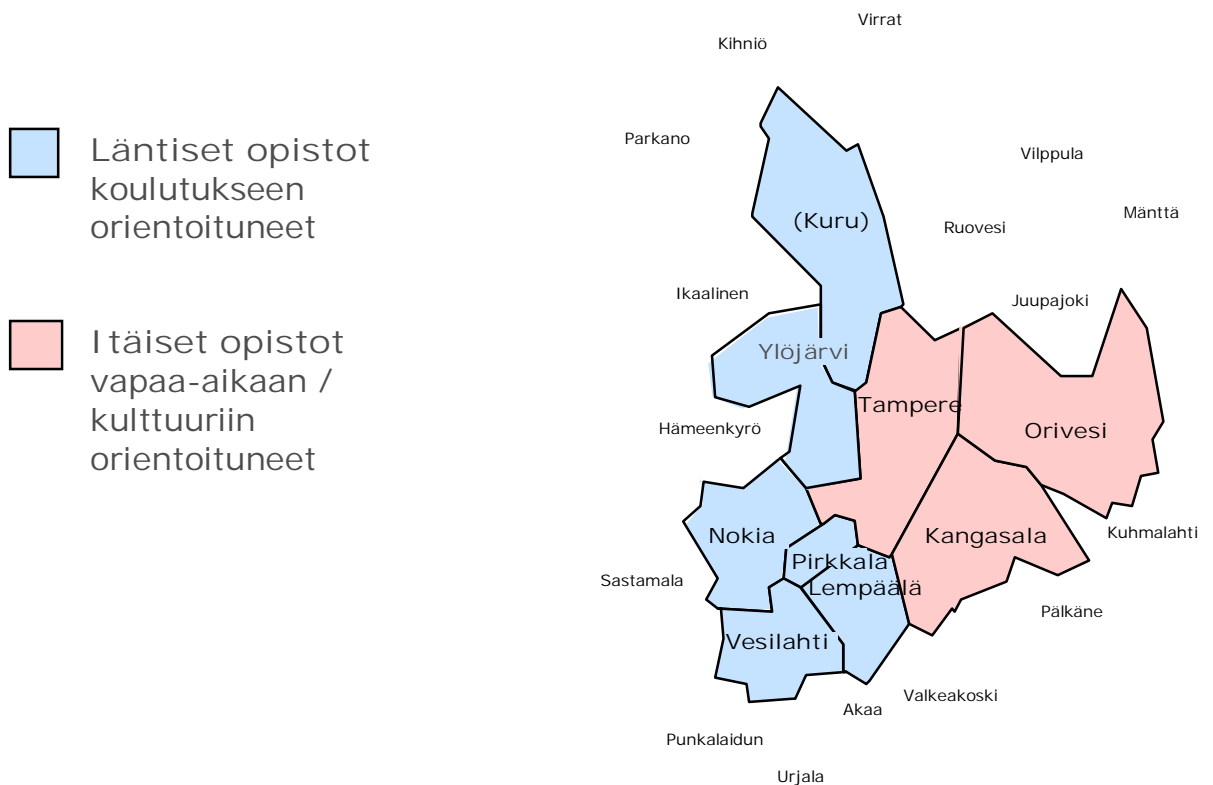 Läntiset opistot
koulutukseen
orientoituneet
Itäiset opistot
vapaa-aikaan /
kulttuuriin
orientoituneet
Virrat
Kihniö
Parkano
Vilppula
Mänttä
(Kuru)
Ruovesi
Ikaalinen
Juupajoki
Ylöjärvi
Tampere
Hämeenkyrö
Orivesi
Nokia
Kangasala
Kuhmalahti
Pirkkala
Sastamala
Lempäälä
Pälkäne
Vesilahti
Valkeakoski
Akaa
Punkalaidun
Urjala